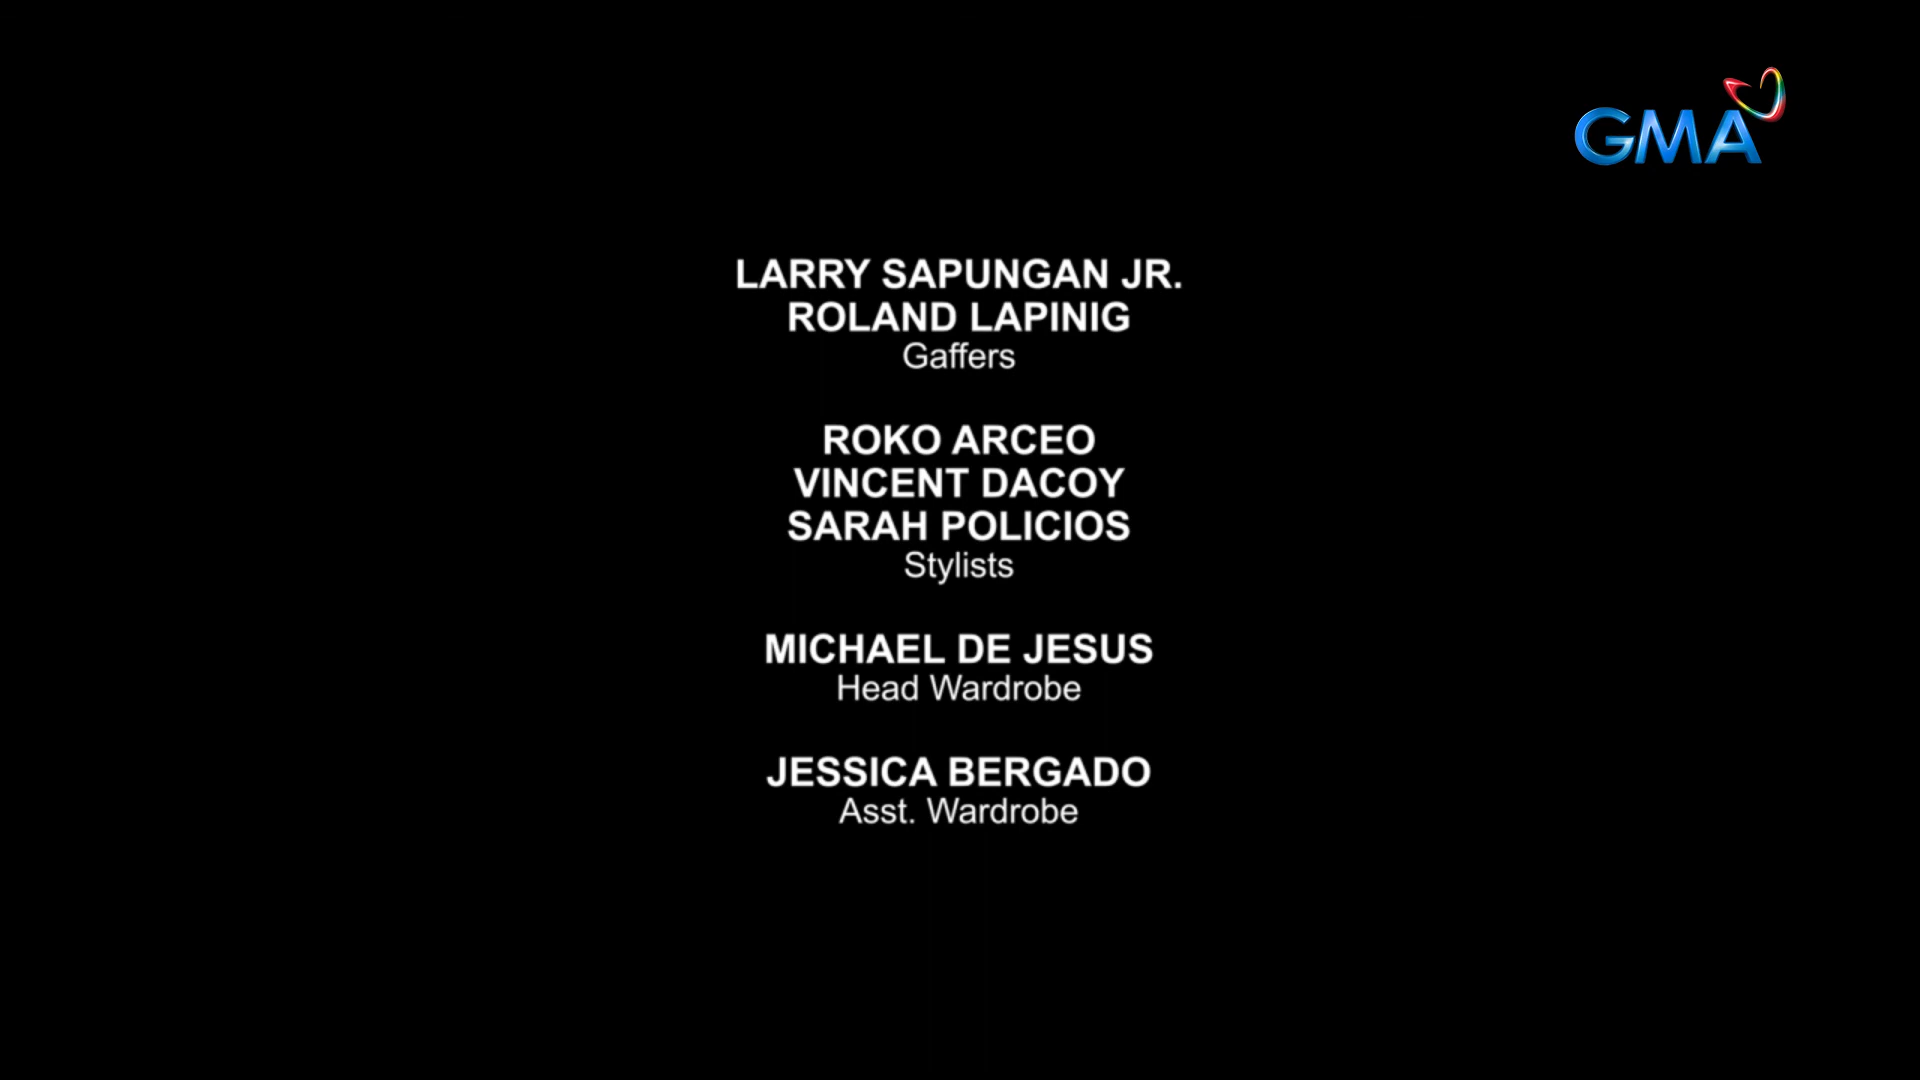 GMA
LARRY SAPUNGAN JR.
ROLAND LAPINIG
Gaffers
ROKO ARCEO
VINCENT DACOY
SARAH POLICIOS
Stylists
MICHAEL DE JESUS
Head Wardrobe
JESSICA BERGADO
Asst. Wardrobe